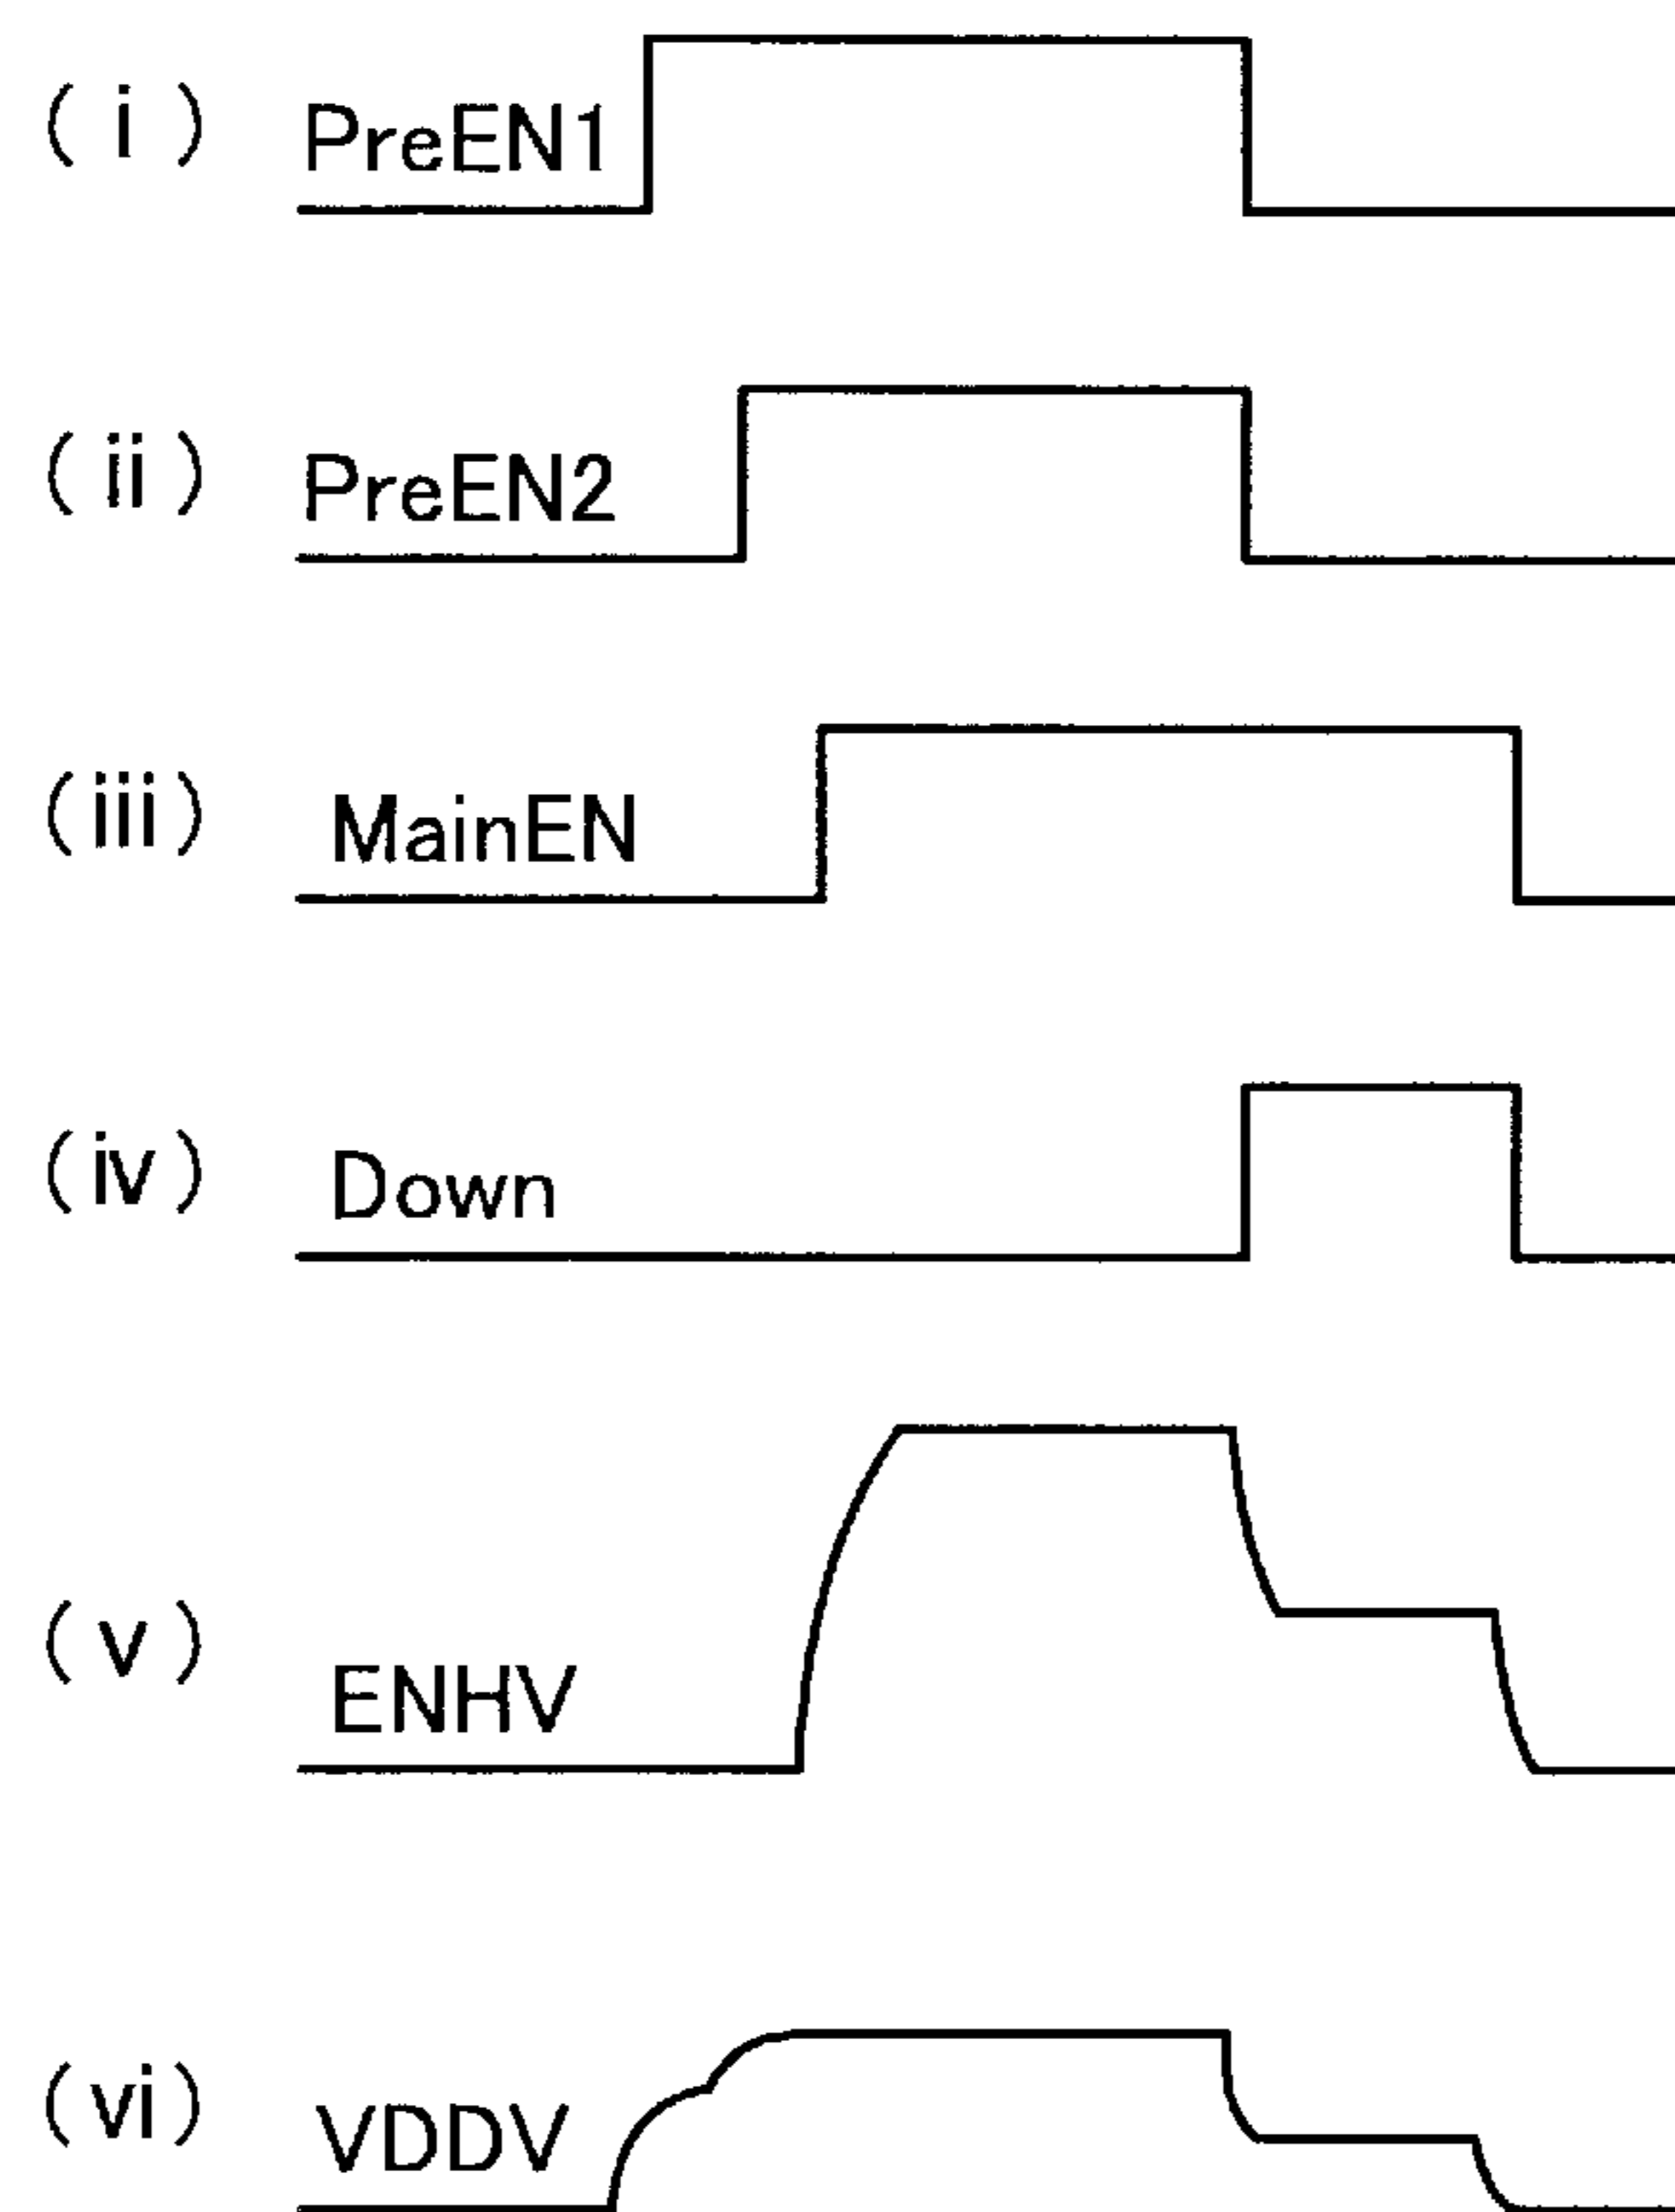 (i) PreEN1
(ii) PreEN2
(iii) MainEN
(iv) Down
(v) ENHV
(vi) VDDV